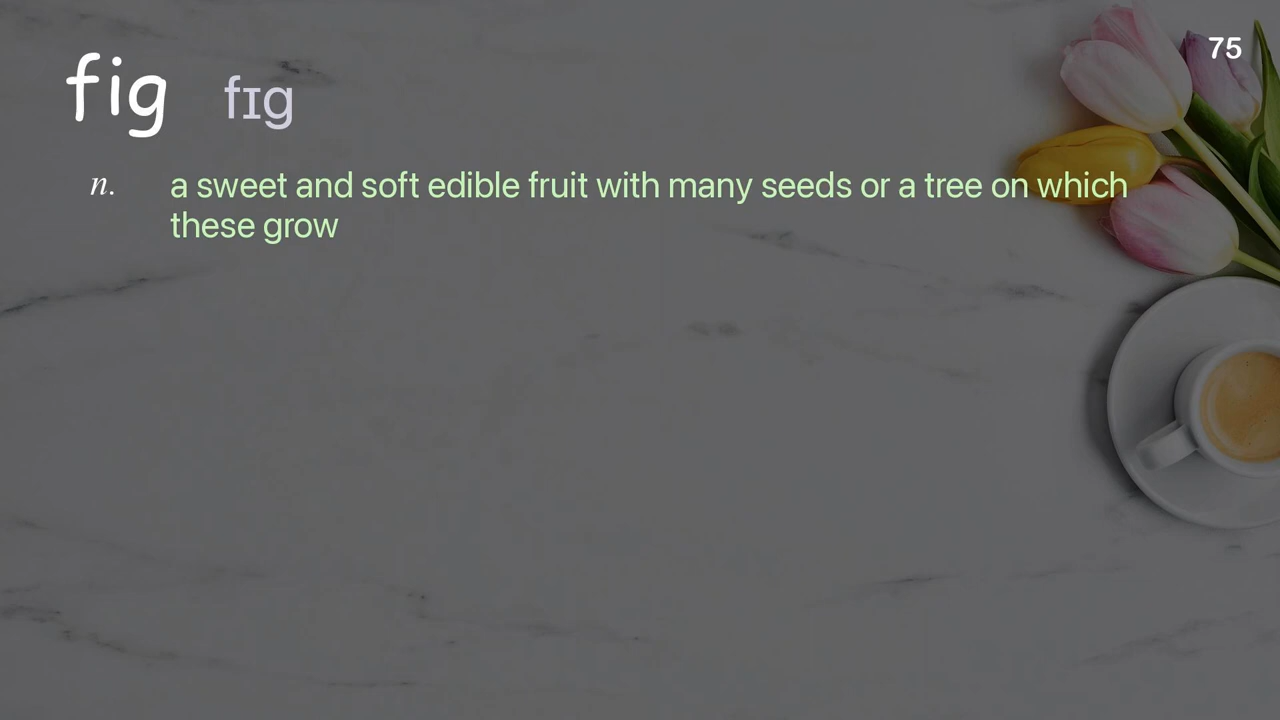 75
fig fɪg
n. a sweet and soft edible fruit with many seeds or a tree on which
these grow